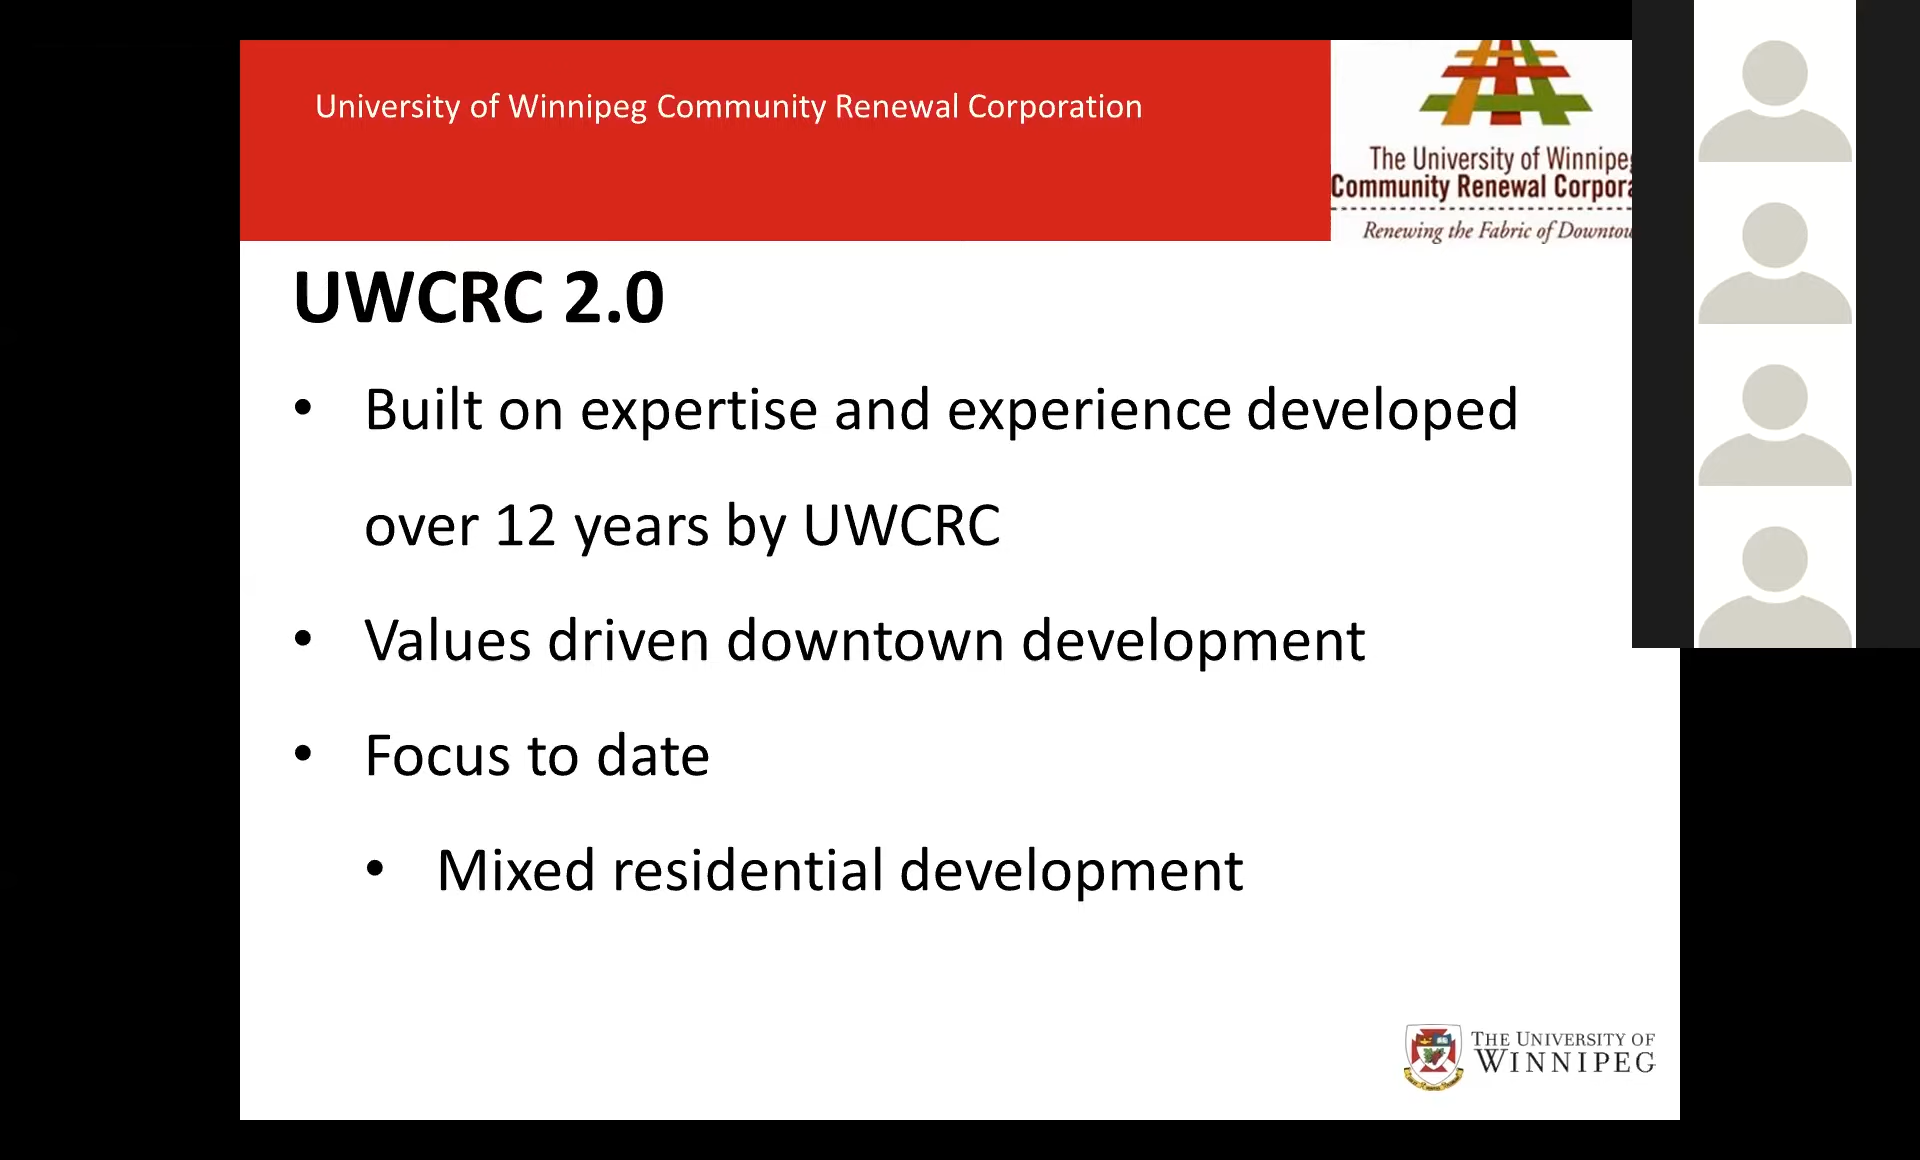 University of Winnipeg Community Renewal Corporation
The University of Winnipe
Community Renewal Corpor
Renewing the Fabric of Downtow
UWCRC 2.0
• Built on expertise and experience developed
over 12 years by UWCRC
• Values driven downtown development
• Focus to date
• Mixed residential development
THE UNIVERSITY OF
WINNIPEG